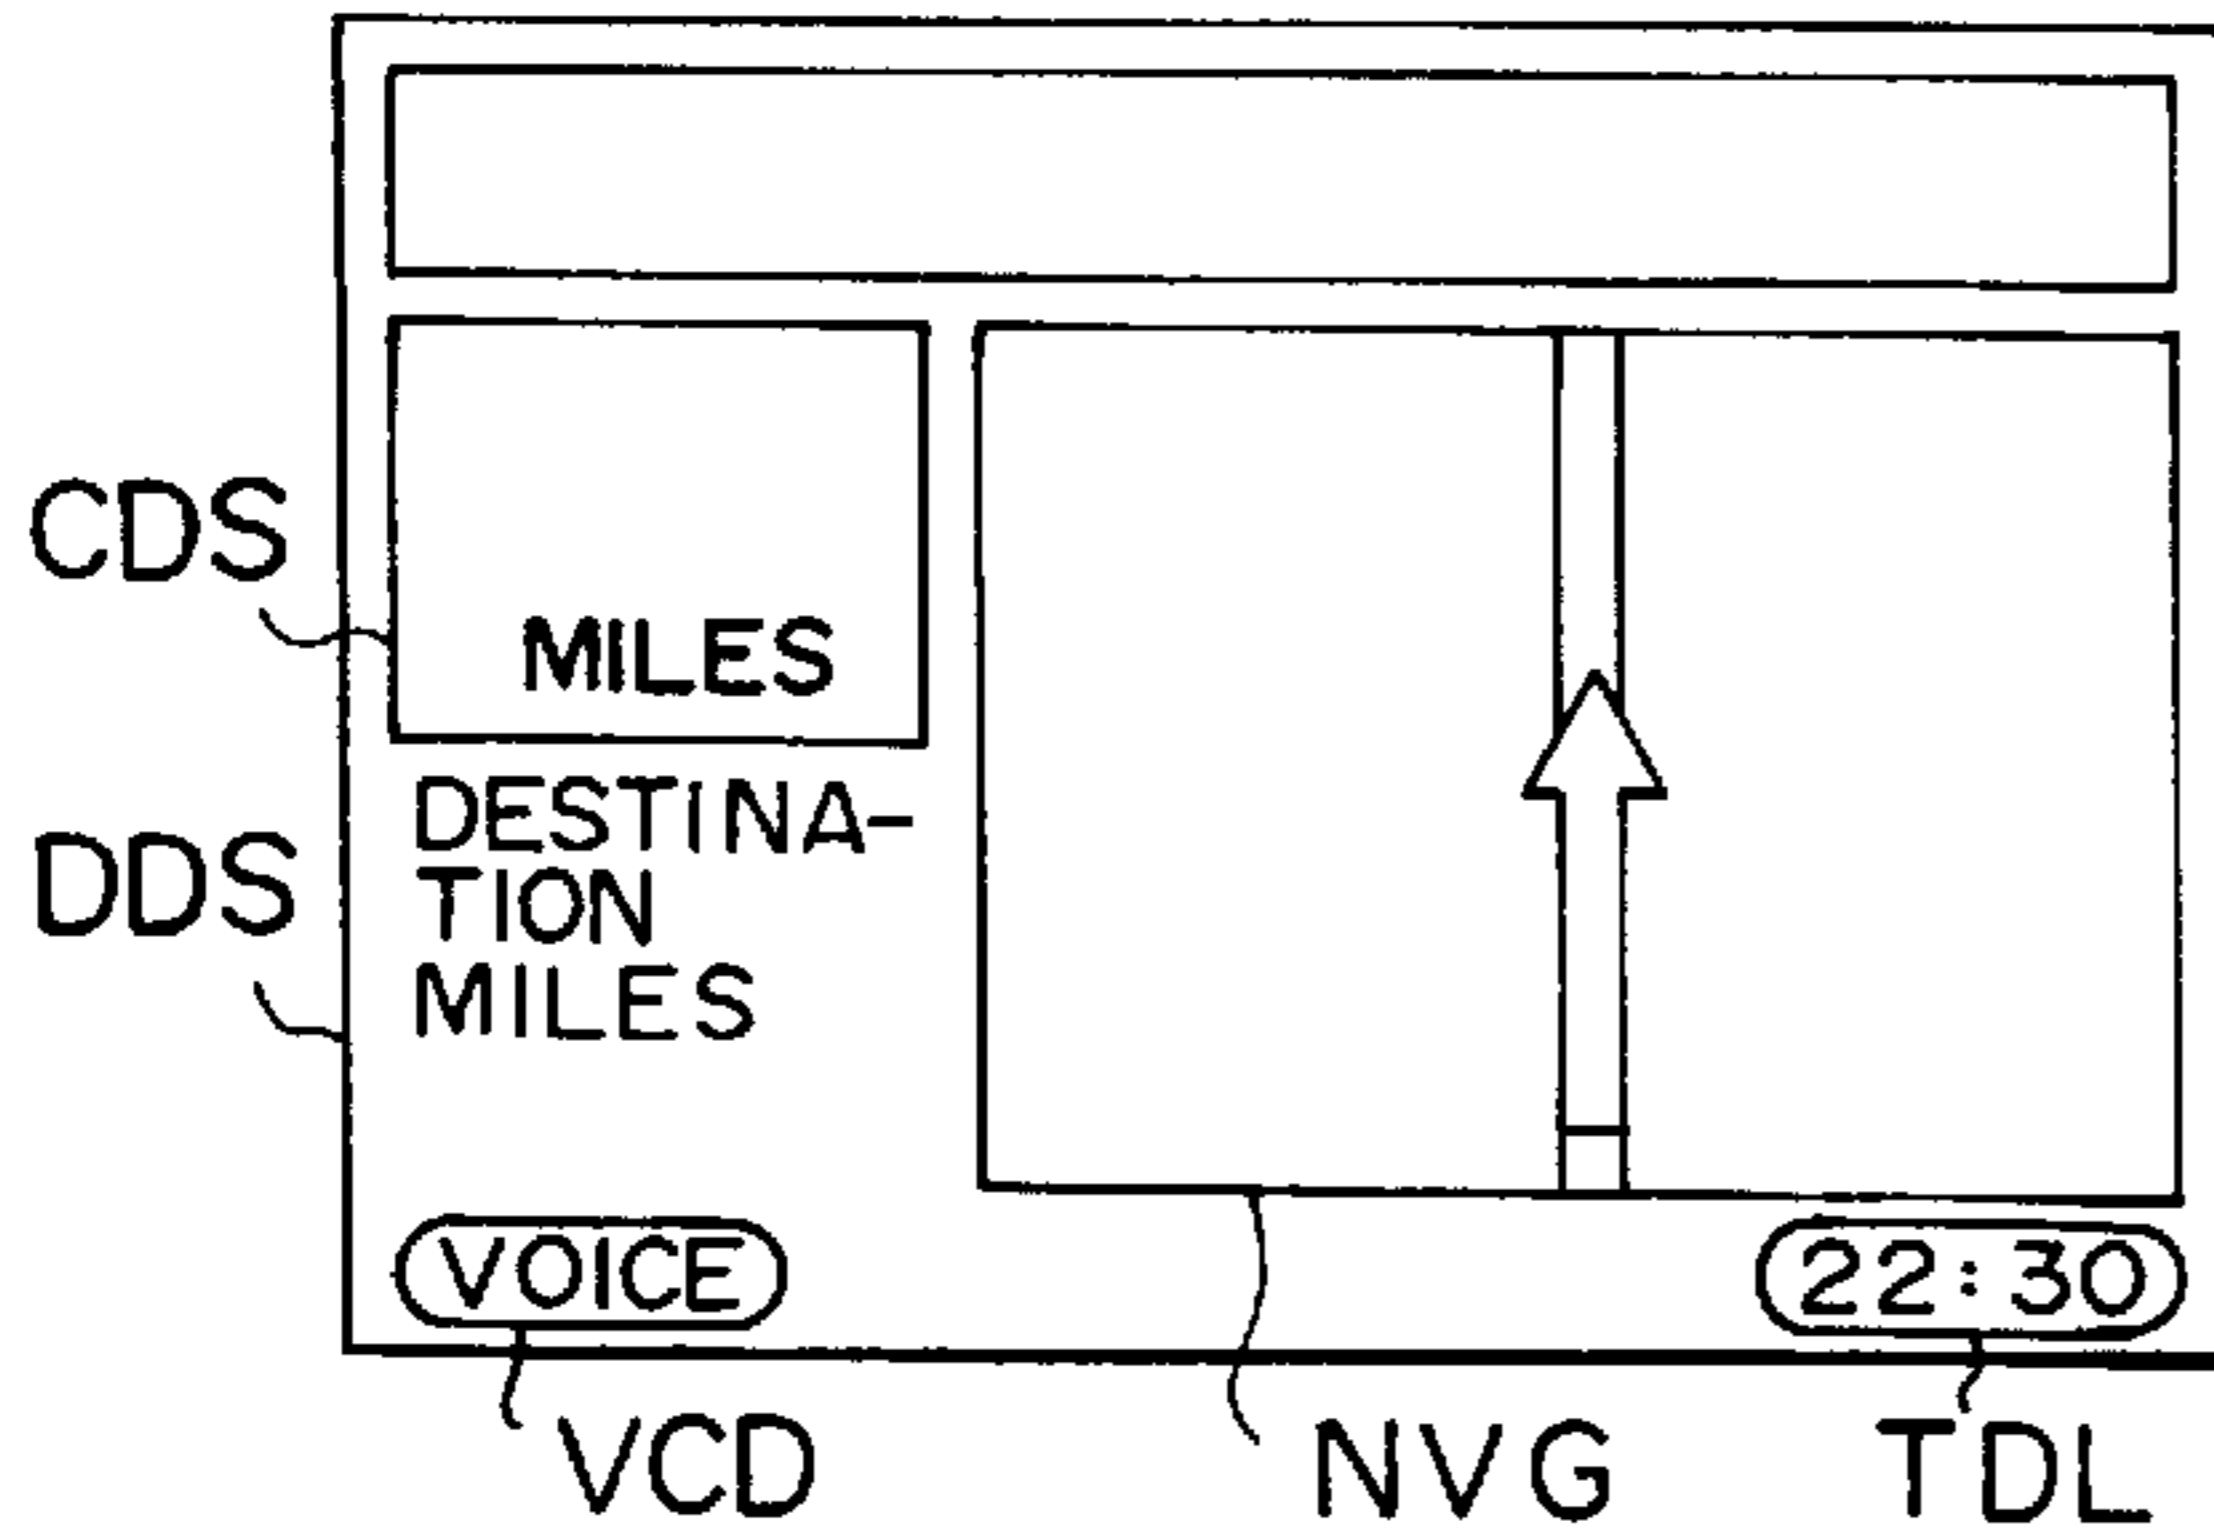 CDS
MILES
DDS
DESTINA-
TION
MILES
VOICE
22:30
VCD
NVG
TDL